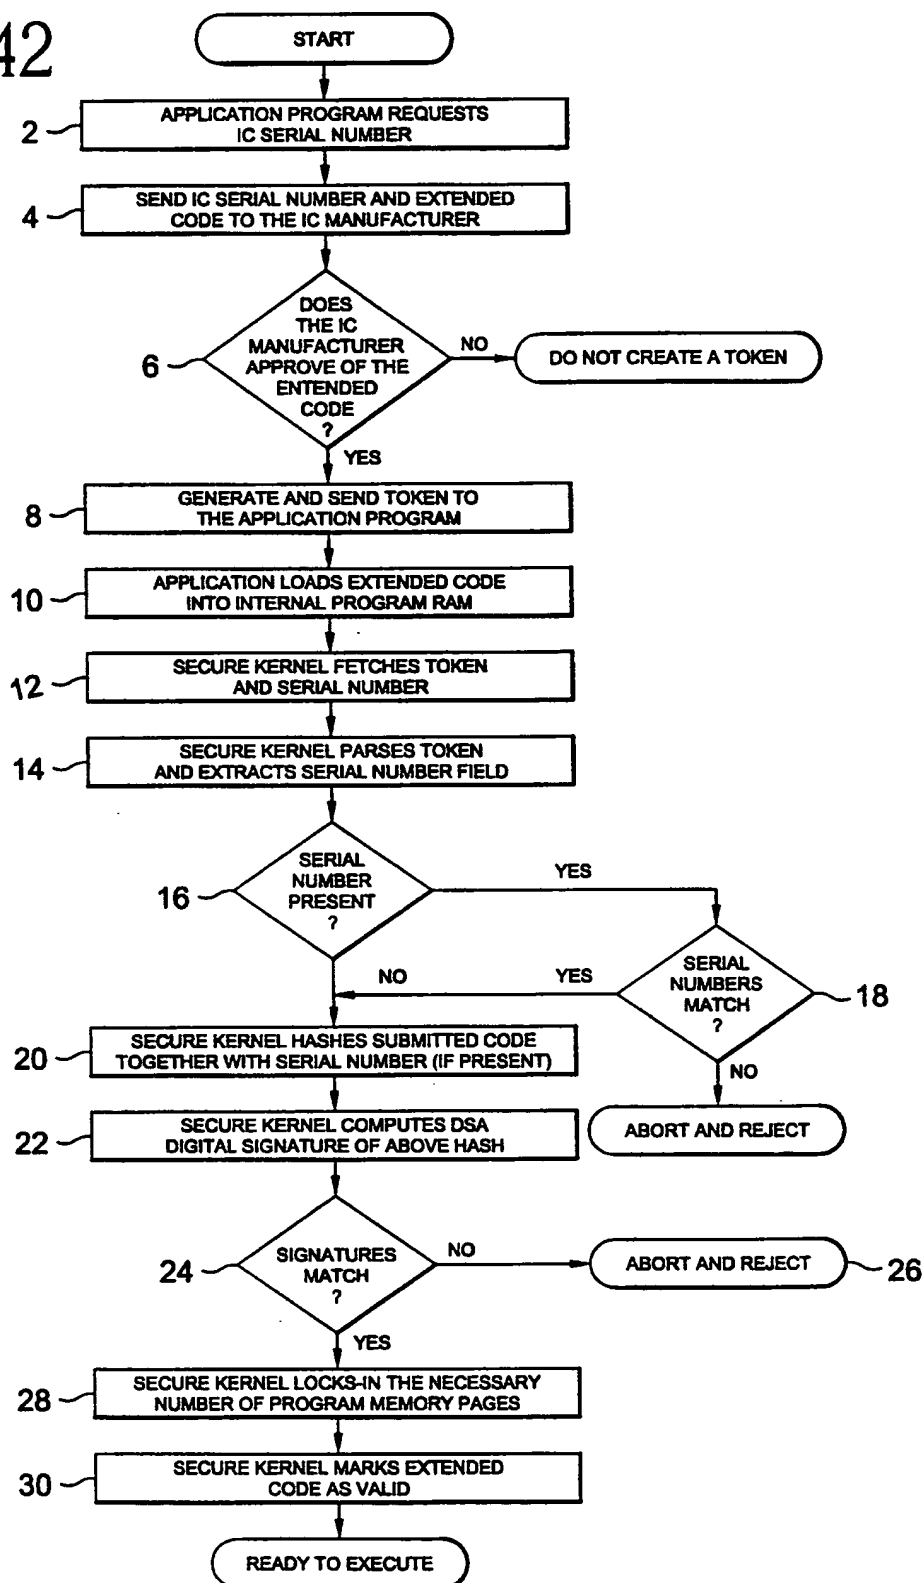 42
START
2
APPLICATION PROGRAM REQUESTS
IC SERIAL NUMBER
4
SEND IC SERIAL NUMBER AND EXTENDED
CODE TO THE IC MANUFACTURER
6
DOES
THE IC
MANUFACTURER
APPROVE OF THE
ENTENDED
CODE
?
NO
DO NOT CREATE A TOKEN
YES
8
GENERATE AND SEND TOKEN TO
THE APPLICATION PROGRAM
10
APPLICATION LOADS EXTENDED CODE
INTO INTERNAL PROGRAM RAM
12
SECURE KERNEL FETCHES TOKEN
AND SERIAL NUMBER
14
SECURE KERNEL PARSES TOKEN
AND EXTRACTS SERIAL NUMBER FIELD
16
SERIAL
NUMBER
PRESENT
?
YES
NO
YES
SERIAL
NUMBERS
MATCH
?
18
NO
ABORT AND REJECT
20
SECURE KERNEL HASHES SUBMITTED CODE
TOGETHER WITH SERIAL NUMBER (IF PRESENT)
22
SECURE KERNEL COMPUTES DSA
DIGITAL SIGNATURE OF ABOVE HASH
24
SIGNATURES
MATCH
?
NO
ABORT AND REJECT
26
YES
28
SECURE KERNEL LOCKS-IN THE NECESSARY
NUMBER OF PROGRAM MEMORY PAGES
30
SECURE KERNEL MARKS EXTENDED
CODE AS VALID
READY TO EXECUTE